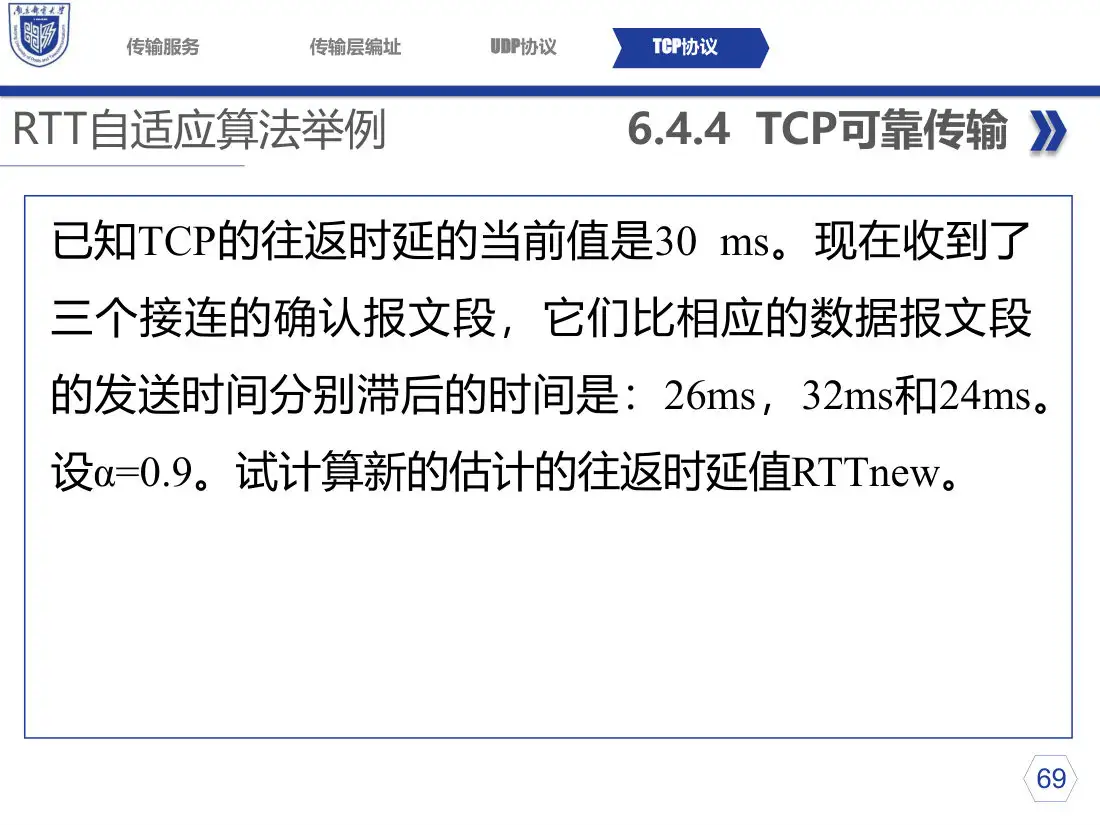 南京邮电大学
传输服务
传输层编址
UDP协议
TCP协议
RTT自适应算法举例
6.4.4 TCP可靠传输
已知TCP的往返时延的当前值是30 ms。现在收到了
三个接连的确认报文段，它们比相应的数据报文段
的发送时间分别滞后的时间是：26ms，32ms和24ms。
设α=0.9。试计算新的估计的往返时延值RTTnew。
69